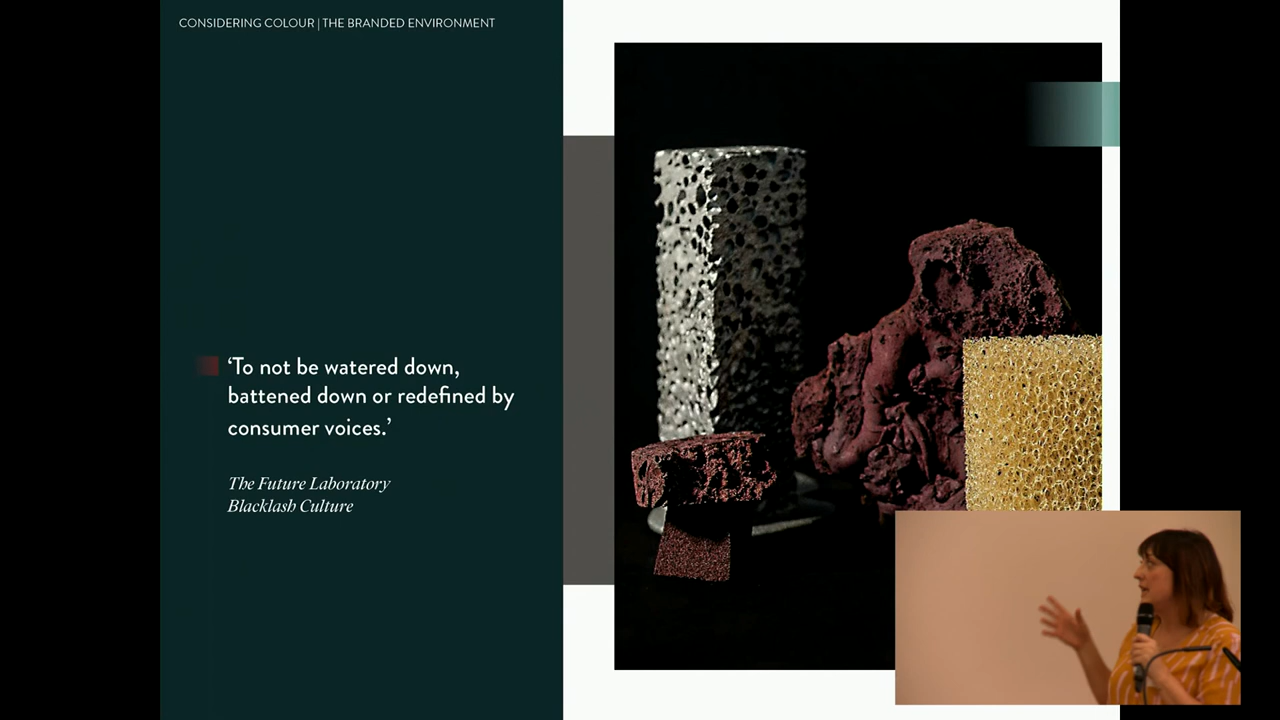 CONSIDERING COLOUR | THE BRANDED ENVIRONMENT
‘To not be watered down,
battened down or redefined by
consumer voices.’
The Future Laboratory
Blacklash Culture